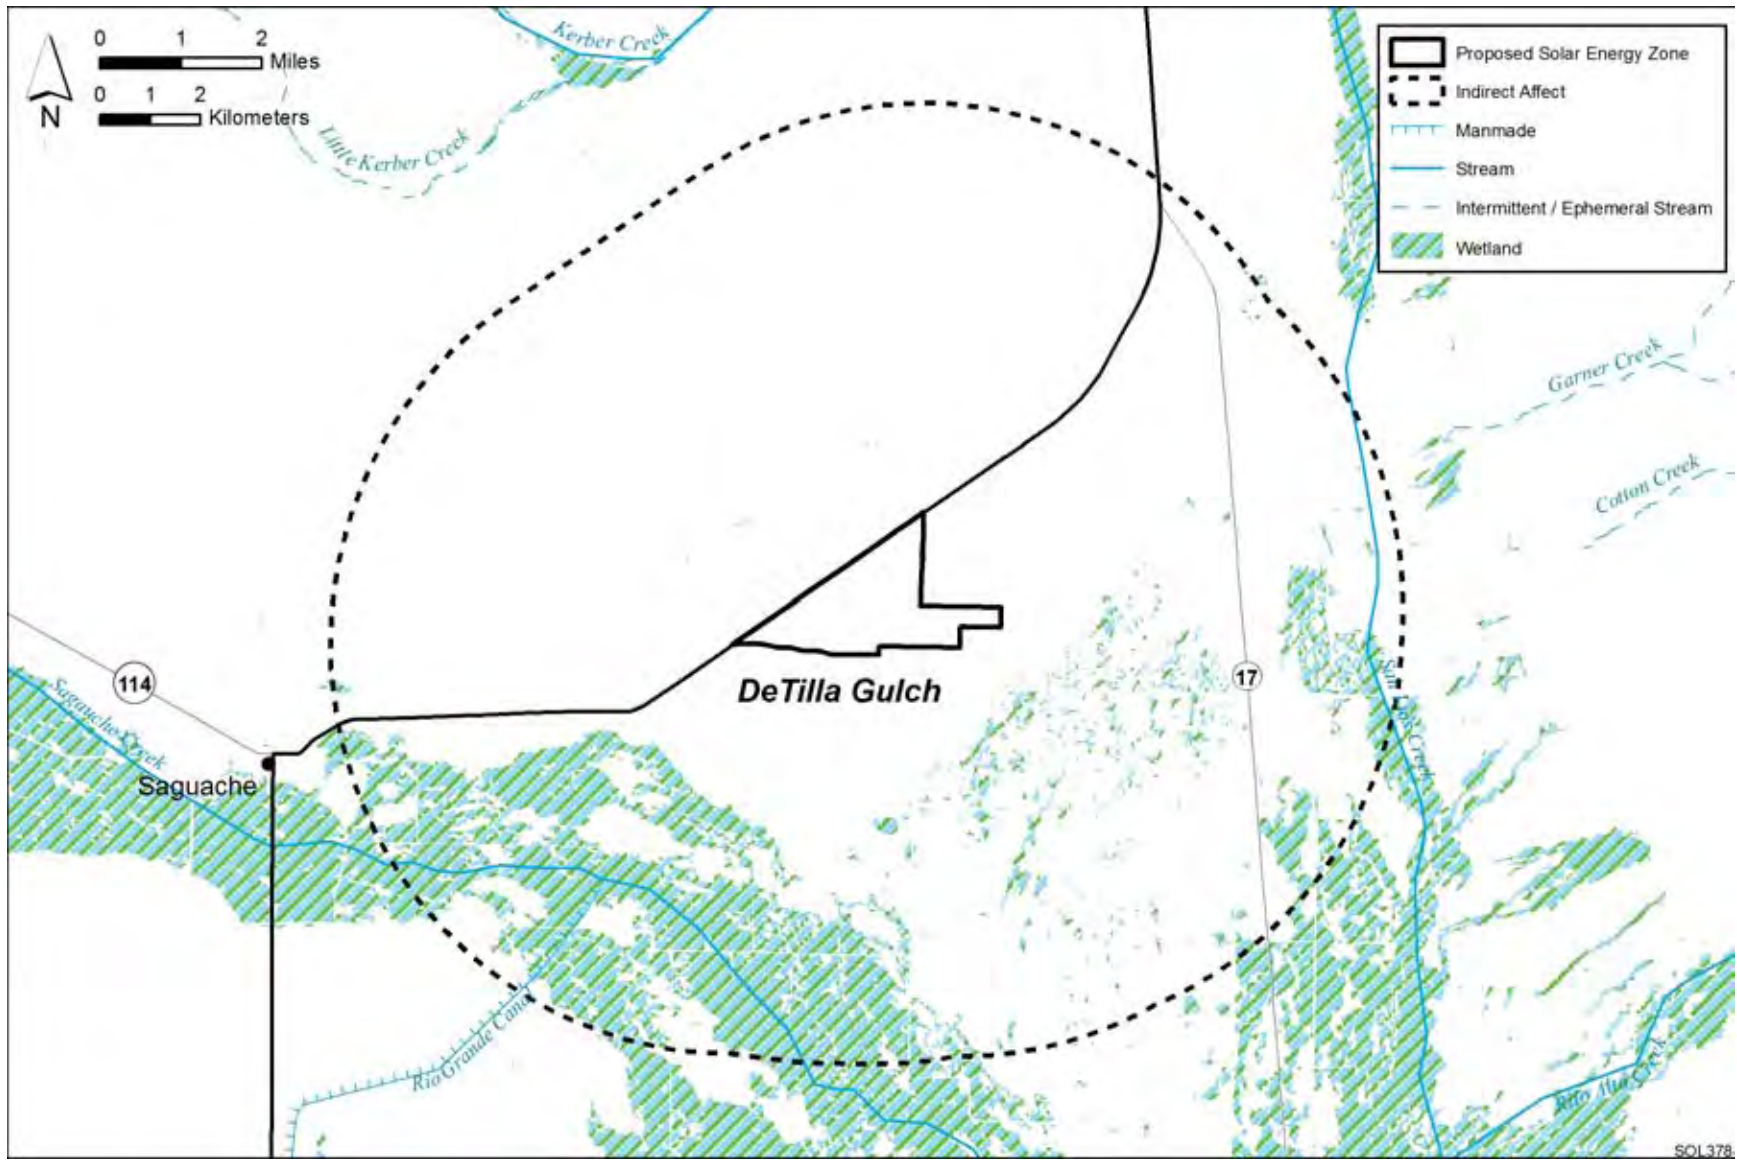 0 1 2
Miles
0 1 2
Kilometers
N
Kerber Creek
Little Kerber Creek
Proposed Solar Energy Zone
Indirect Affect
Manmade
Stream
Intermittent / Ephemeral Stream
Wetland
Garner Creek
Cotton Creek
114
Saguache Creek
Saguache
DeTilla Gulch
17
San Luis Creek
Rio Grande Canal
Rito Alto Creek
SOL378